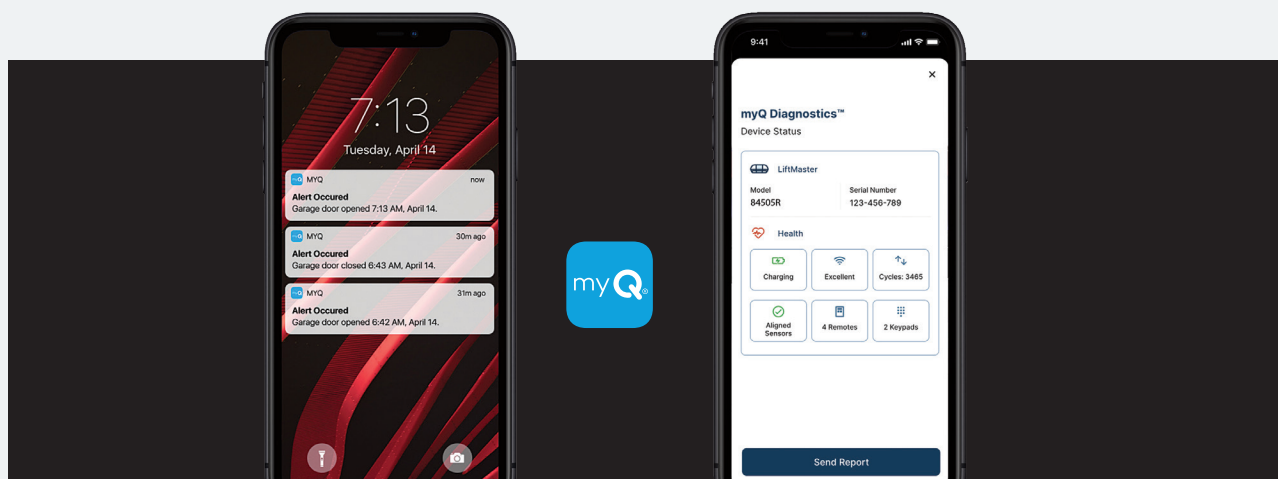 7:13
Tuesday, April 14
myQ MYQ now
Alert Occured
Garage door opened 7:13 AM, April 14.
myQ MYQ 30m ago
Alert Occured
Garage door closed 6:43 AM, April 14.
myQ MYQ 31m ago
Alert Occured
Garage door opened 6:42 AM, April 14.
myQ®
9:41
myQ Diagnostics™
Device Status
LiftMaster
Model Serial Number
84505R 123-456-789
Health
Charging Excellent Cycles: 3465
Aligned
Sensors 4 Remotes 2 Keypads
Send Report